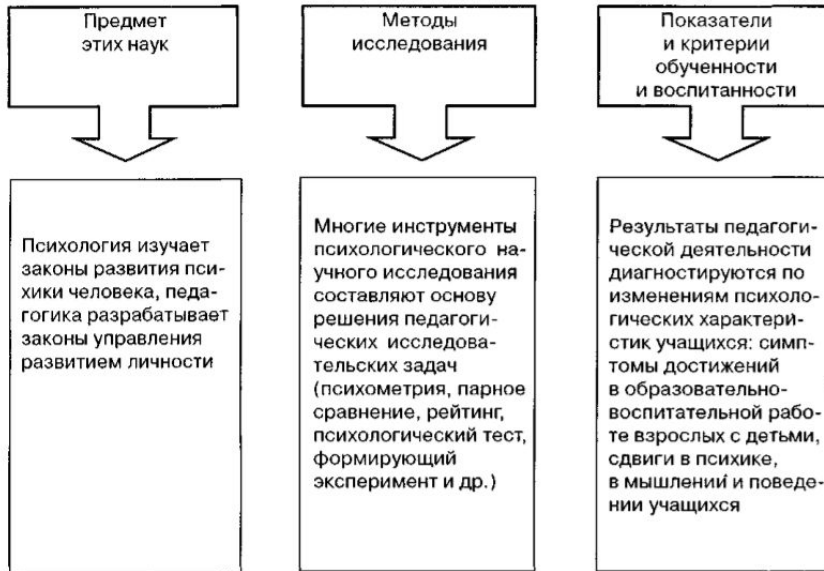 Предмет
этих наук
Методы
исследования
Показатели
и критерии
обученности
и воспитанности
Психология изучает
законы развития пси-
хики человека, педа-
гогика разрабатывает
законы управления
развитием личности
Многие инструменты
психологического на-
учного исследования
составляют основу
решения педагоги-
ческих исследова-
тельских задач
(психометрия, парное
сравнение, рейтинг,
психологический тест,
формирующий
эксперимент и др.)
Результаты педагоги-
ческой деятельности
диагностируются по
изменениям психоло-
гических характери-
стик учащихся: симп-
томы достижений
в образовательно-
воспитательной рабо-
те взрослых с детьми,
сдвиги в психике,
в мышлении и поведе-
нии учащихся